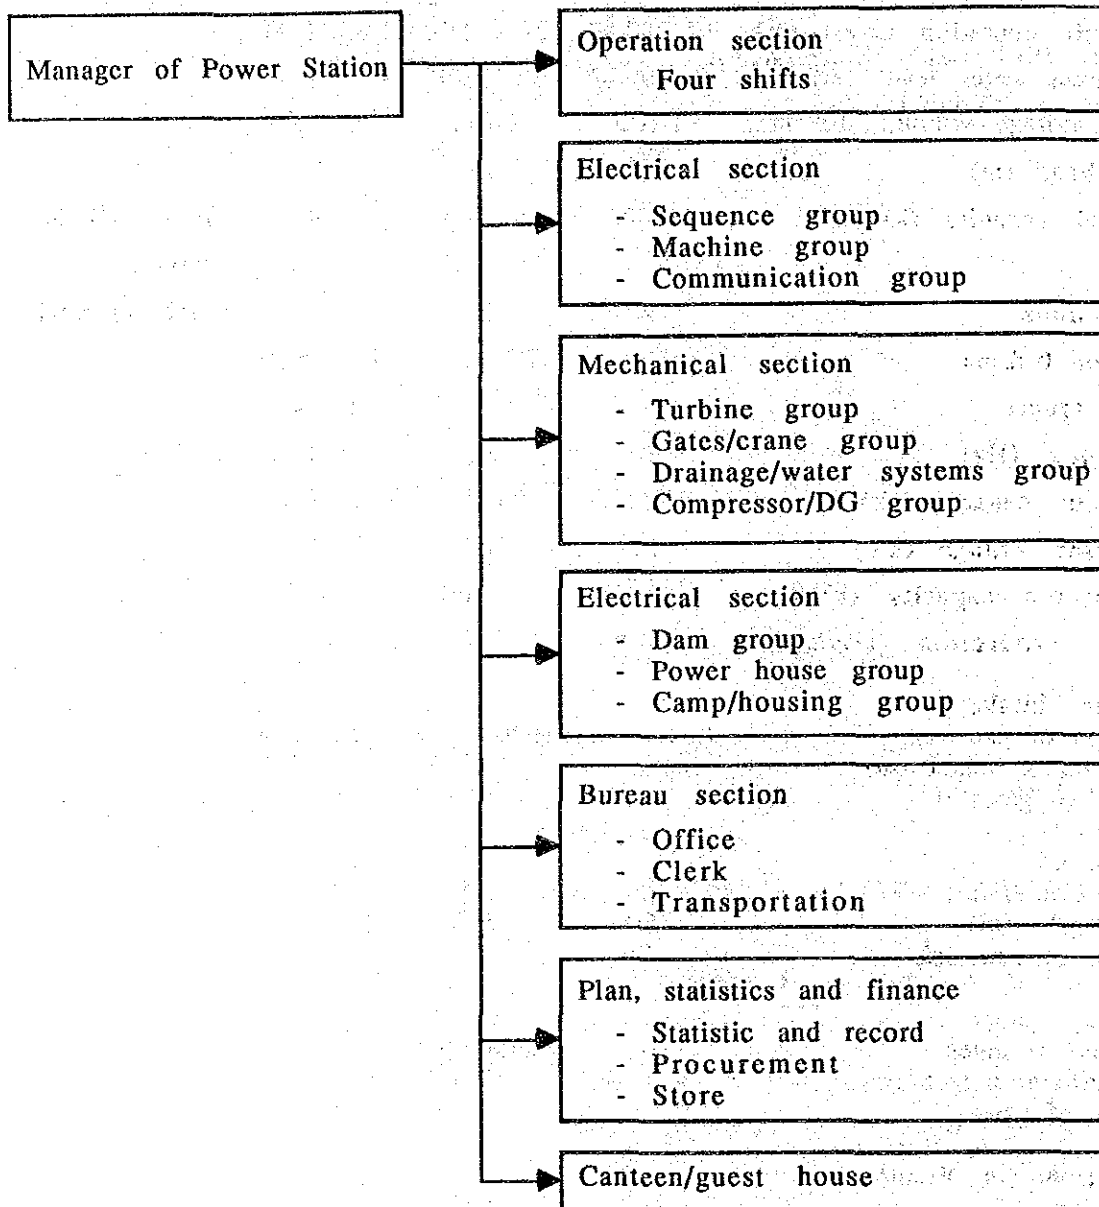 Manager of Power Station
Operation section
Four shifts
Electrical section
- Sequence group
- Machine group
- Communication group
Mechanical section
- Turbine group
- Gates/crane group
- Drainage/water systems group
- Compressor/DG group
Electrical section
- Dam group
- Power house group
- Camp/housing group
Bureau section
- Office
- Clerk
- Transportation
Plan, statistics and finance
- Statistic and record
- Procurement
- Store
Canteen/guest house